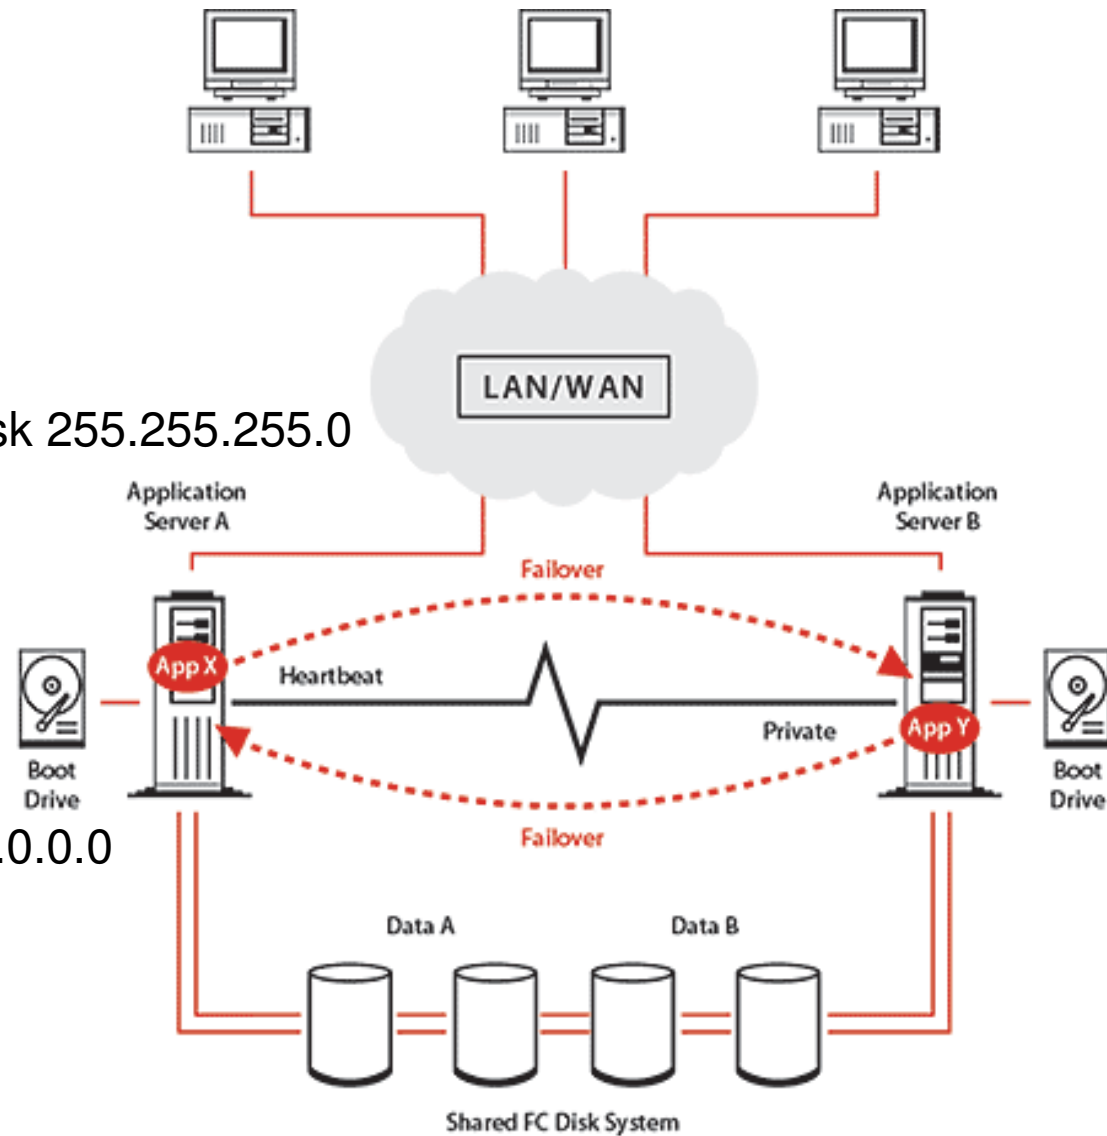 LAN/WAN
sk 255.255.255.0
Application
Server A
Application
Server B
Failover
App X
Heartbeat
Private
App Y
Boot
Drive
Boot
Drive
.0.0.0
Failover
Data A
Data B
Shared FC Disk System